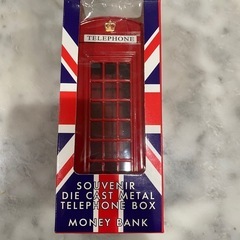 TELEPHONE
SOUVENIR
DIE CAST METAL
TELEPHONE BOX
MONEY BANK